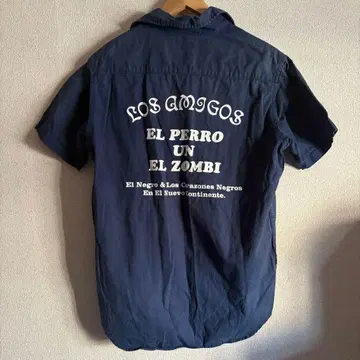 LOS AMIGOS
EL PERRO
UN
EL ZOMBI
El Negro & Los Corazones Negros
En El Nuevo Continente.